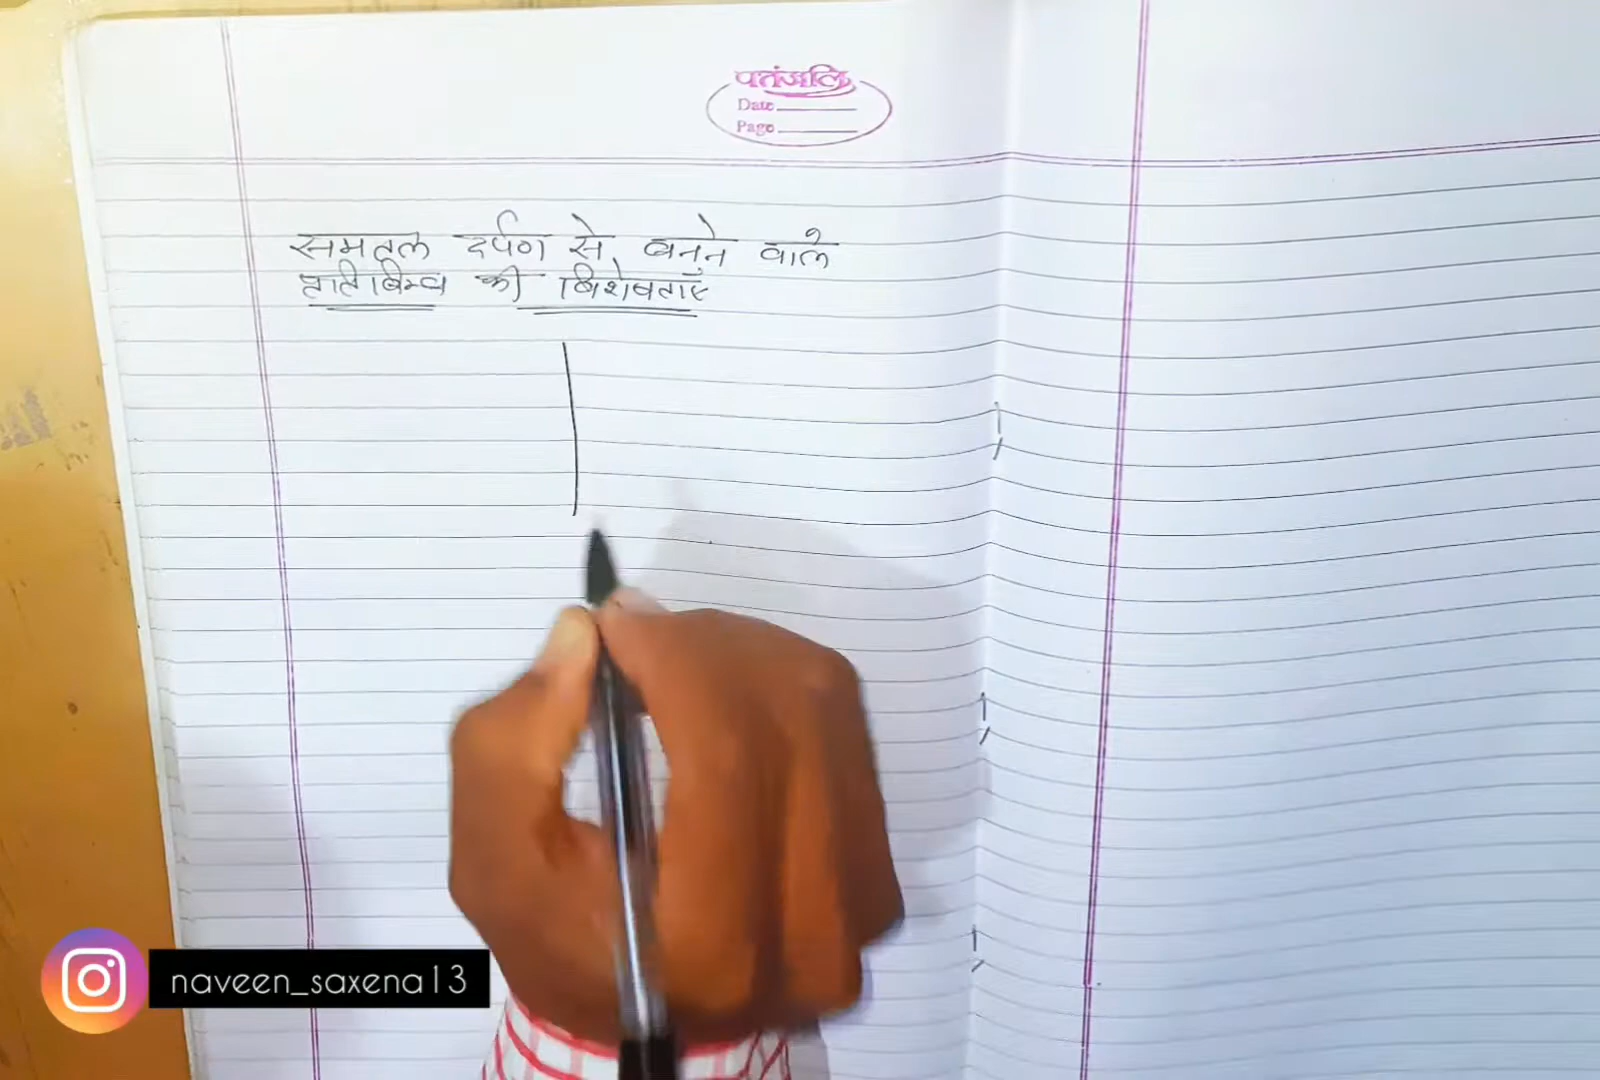 पतंजलि
Date
Page
समतल दर्पण से बनने वाले
प्रतिबिम्ब की विशेषताएँ
naveen_saxena13